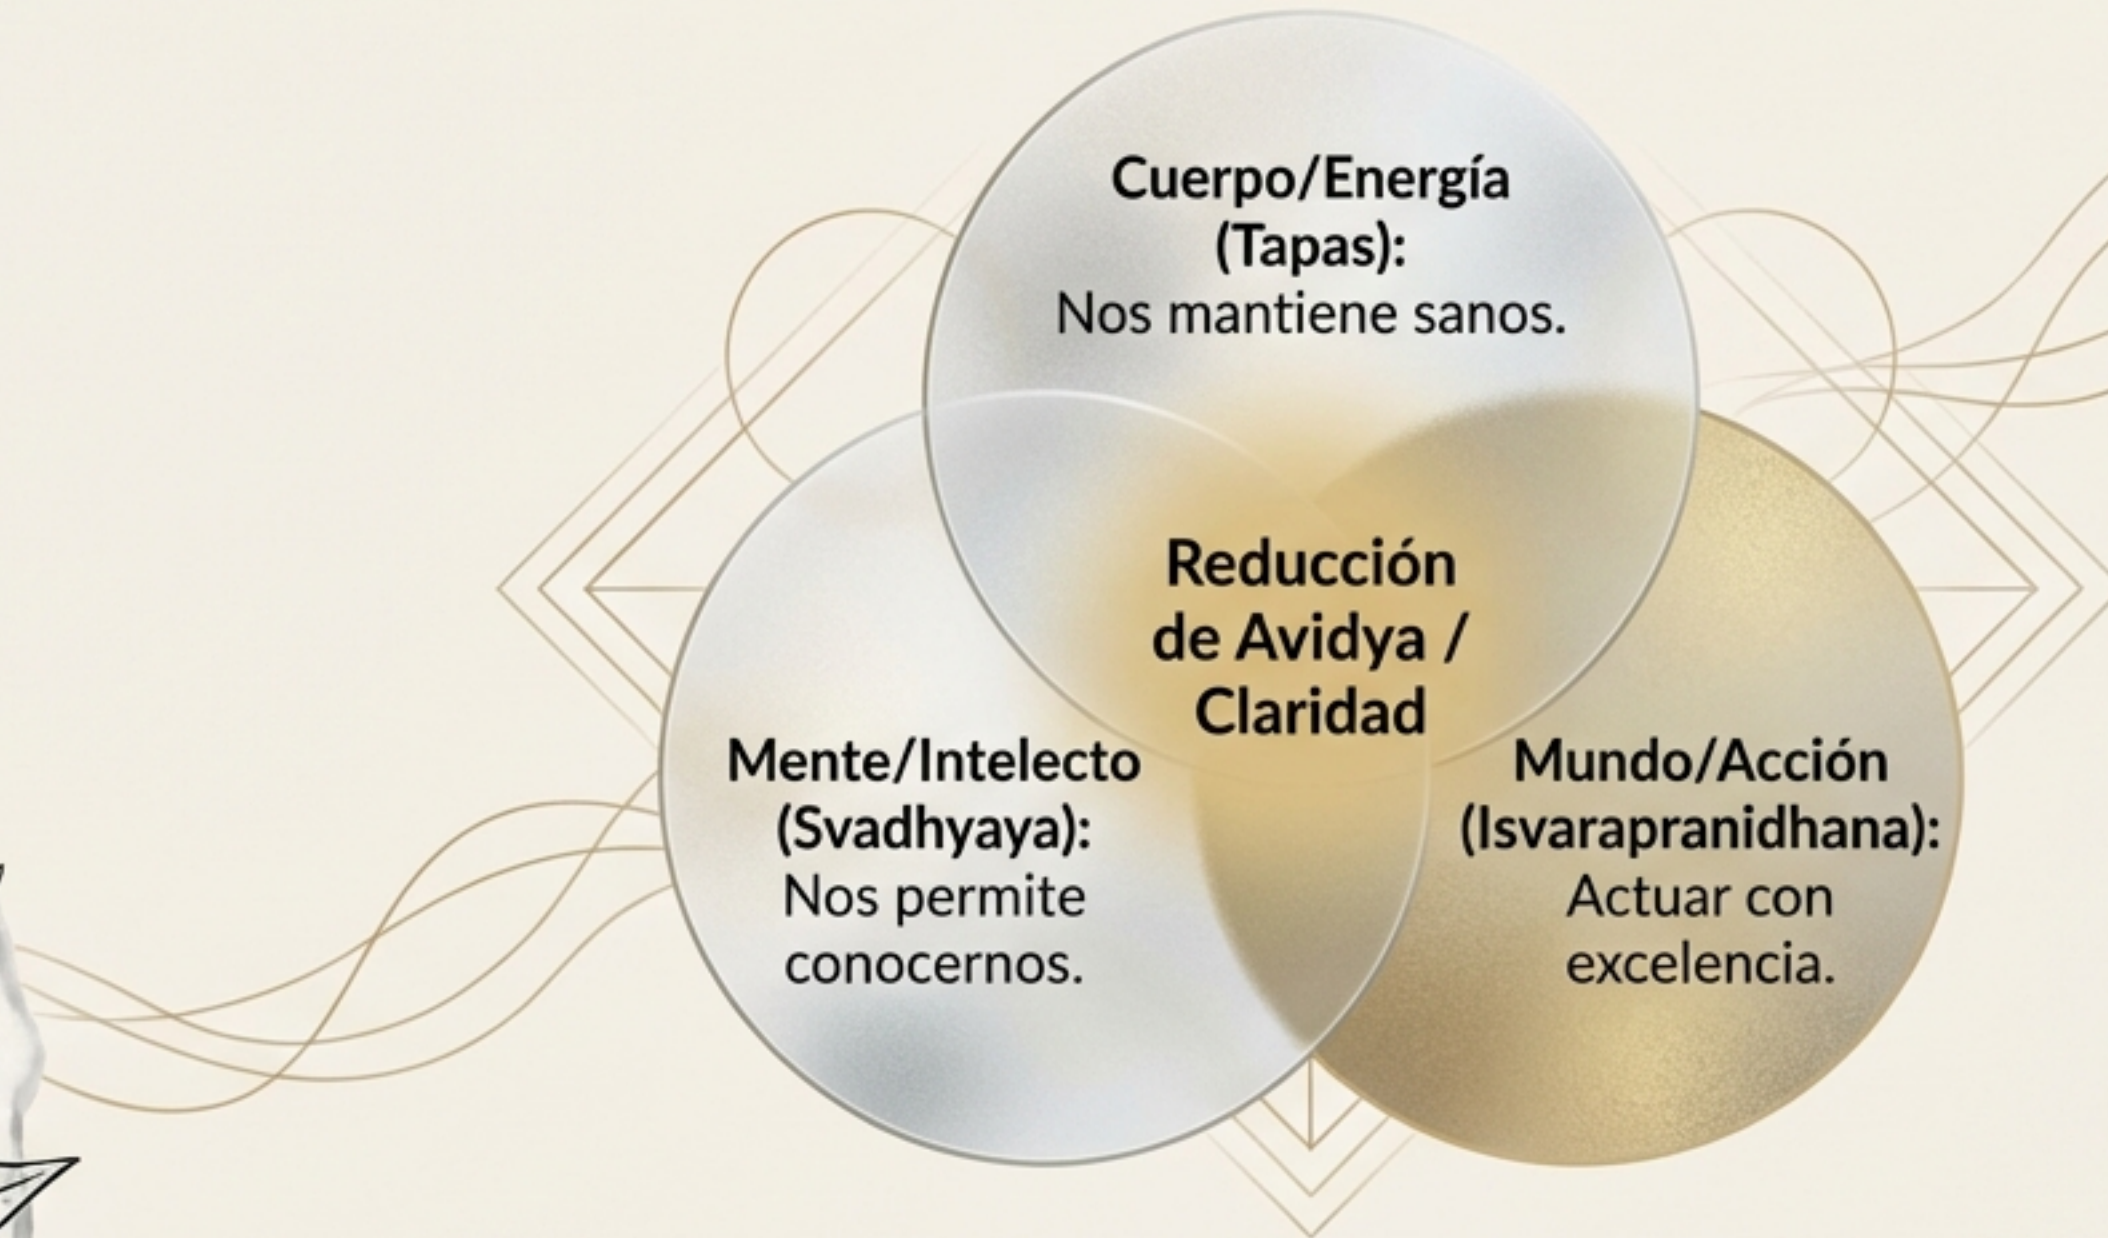 Cuerpo/Energía
(Tapas):
Nos mantiene sanos.
Reducción
de Avidya /
Claridad
Mente/Intelecto
(Svadhyaya):
Nos permite
conocernos.
Mundo/Acción
(Isvarapranidhana):
Actuar con
excelencia.